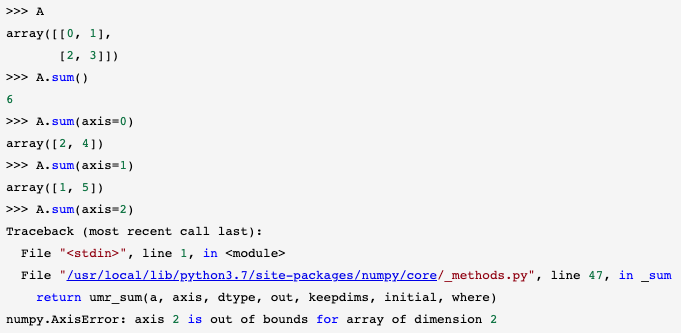 >>> A
array([[0, 1],
       [2, 3]])
>>> A.sum()
6
>>> A.sum(axis=0)
array([2, 4])
>>> A.sum(axis=1)
array([1, 5])
>>> A.sum(axis=2)
Traceback (most recent call last):
  File "<stdin>", line 1, in <module>
  File "/usr/local/lib/python3.7/site-packages/numpy/core/_methods.py", line 47, in _sum
    return umr_sum(a, axis, dtype, out, keepdims, initial, where)
numpy.AxisError: axis 2 is out of bounds for array of dimension 2